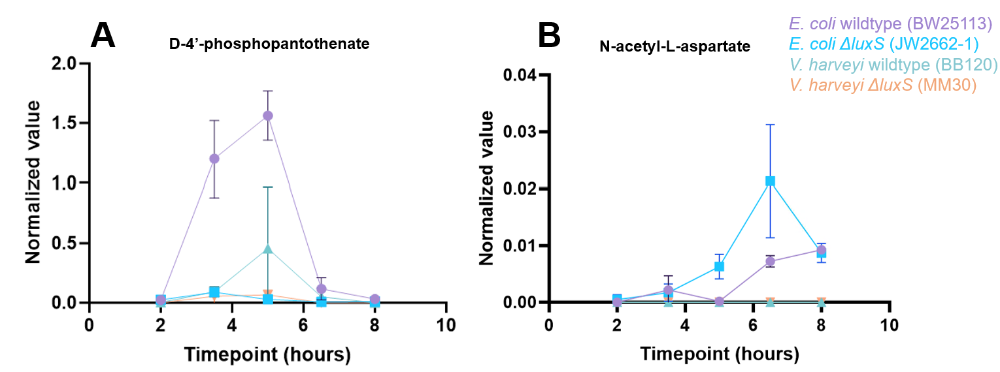 A
D-4’-phosphopantothenate
2.0
1.5
1.0
0.5
0.0
Normalized value
0
2
4
6
8
10
Timepoint (hours)
B
N-acetyl-L-aspartate
0.04
0.03
0.02
0.01
0.00
Normalized value
0
2
4
6
8
10
Timepoint (hours)
E. coli wildtype (BW25113)
E. coli ΔluxS (JW2662-1)
V. harveyi wildtype (BB120)
V. harveyi ΔluxS (MM30)